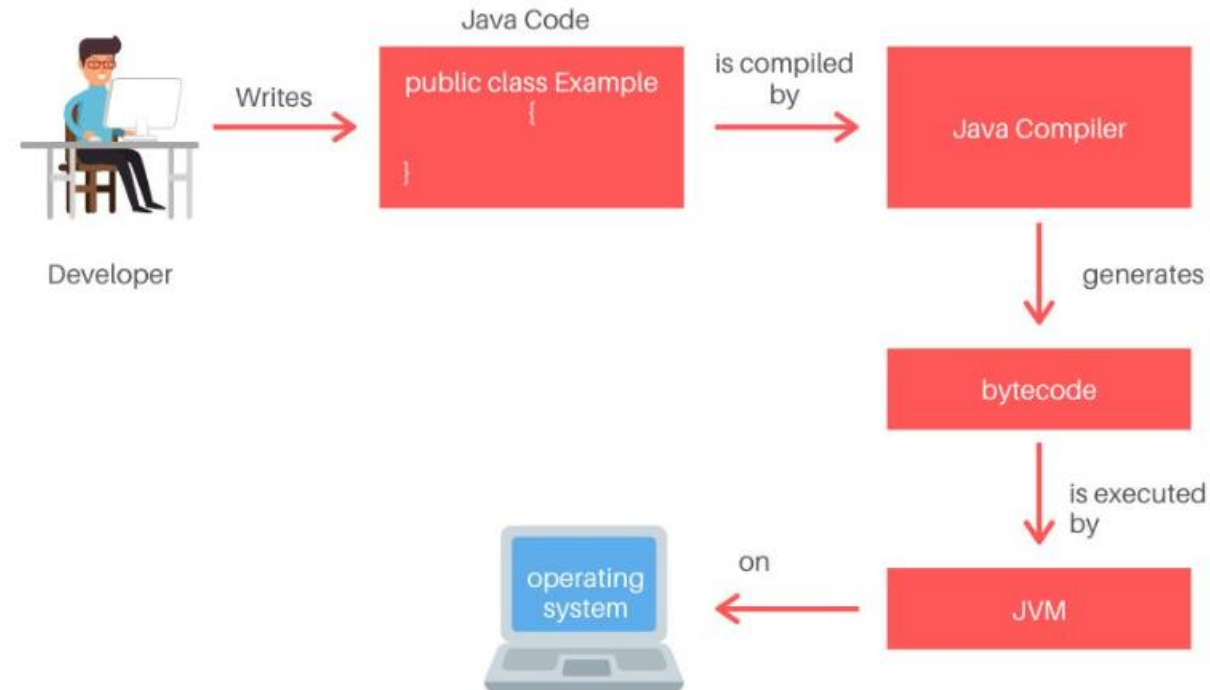 Java Code
Writes
public class Example
{
}
is compiled
by
Java Compiler
Developer
generates
bytecode
is executed
by
on
operating
system
JVM